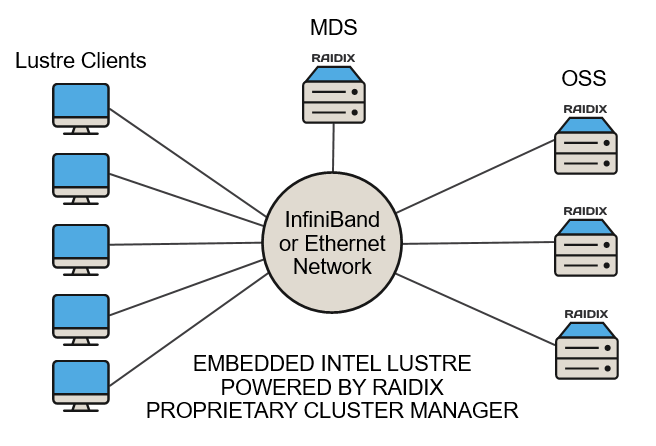 MDS
RAIDIX
Lustre Clients
OSS
RAIDIX
RAIDIX
RAIDIX
InfiniBand
or Ethernet
Network
EMBEDDED INTEL LUSTRE
POWERED BY RAIDIX
PROPRIETARY CLUSTER MANAGER